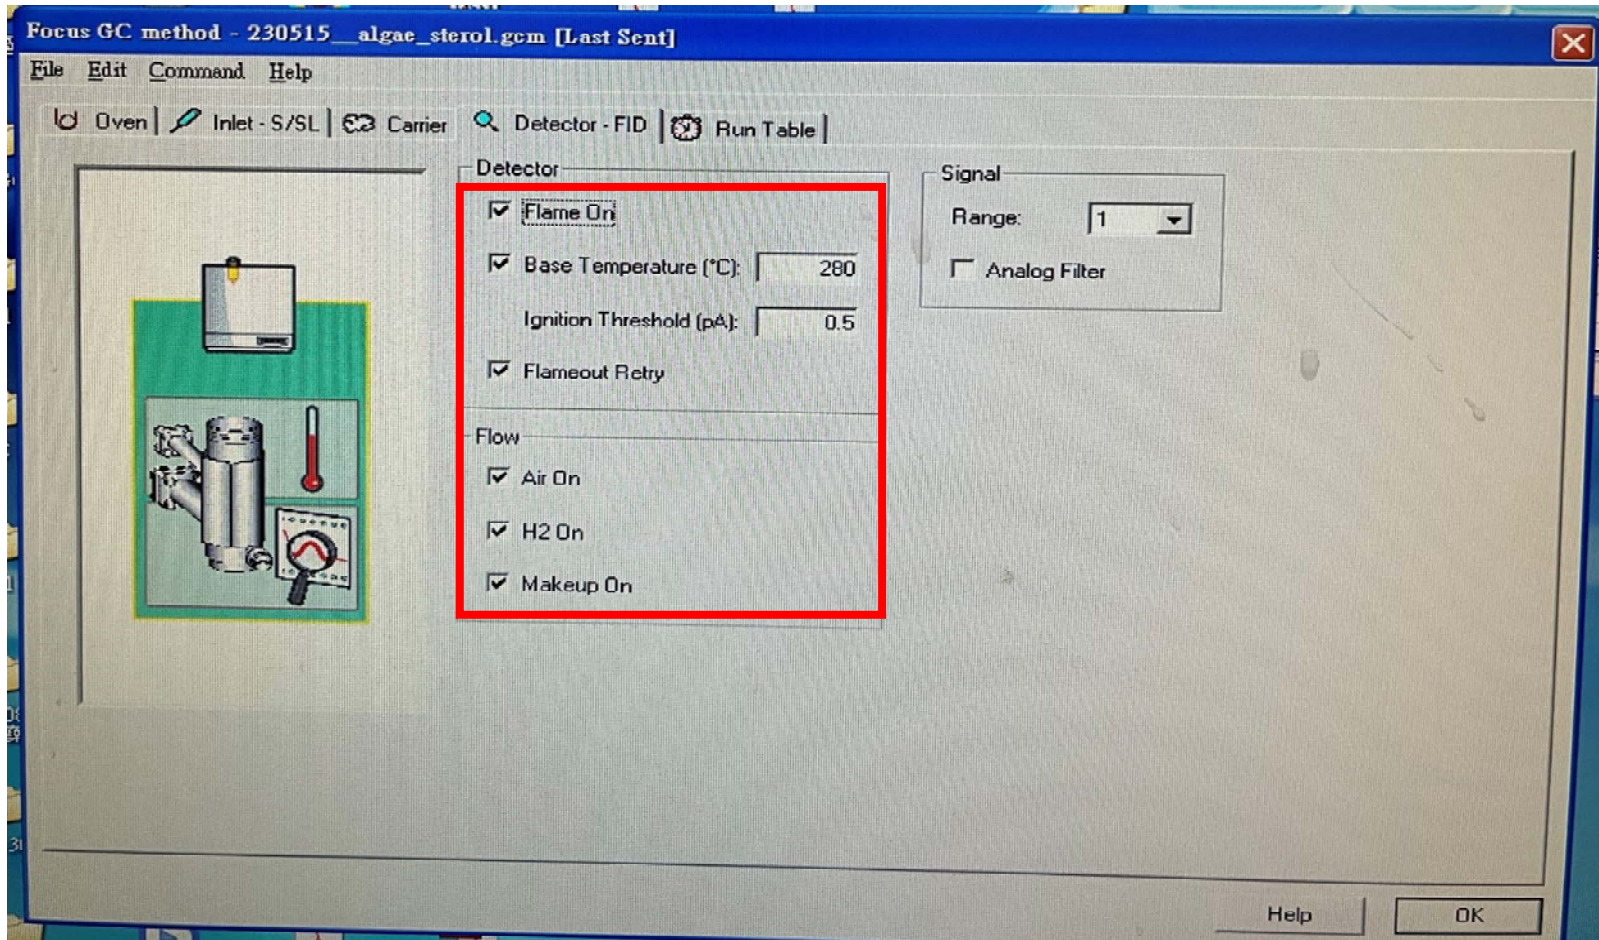 Focus GC method - 230515__algae_sterol.gcm [Last Sent]
File Edit Command Help
Oven Inlet - S/SL Carrier Detector - FID Run Table
Detector
Flame On
Base Temperature (°C): 280
Ignition Threshold (pA): 0.5
Flameout Retry
Flow
Air On
H2 On
Makeup On
Signal
Range: 1
Analog Filter
Help OK